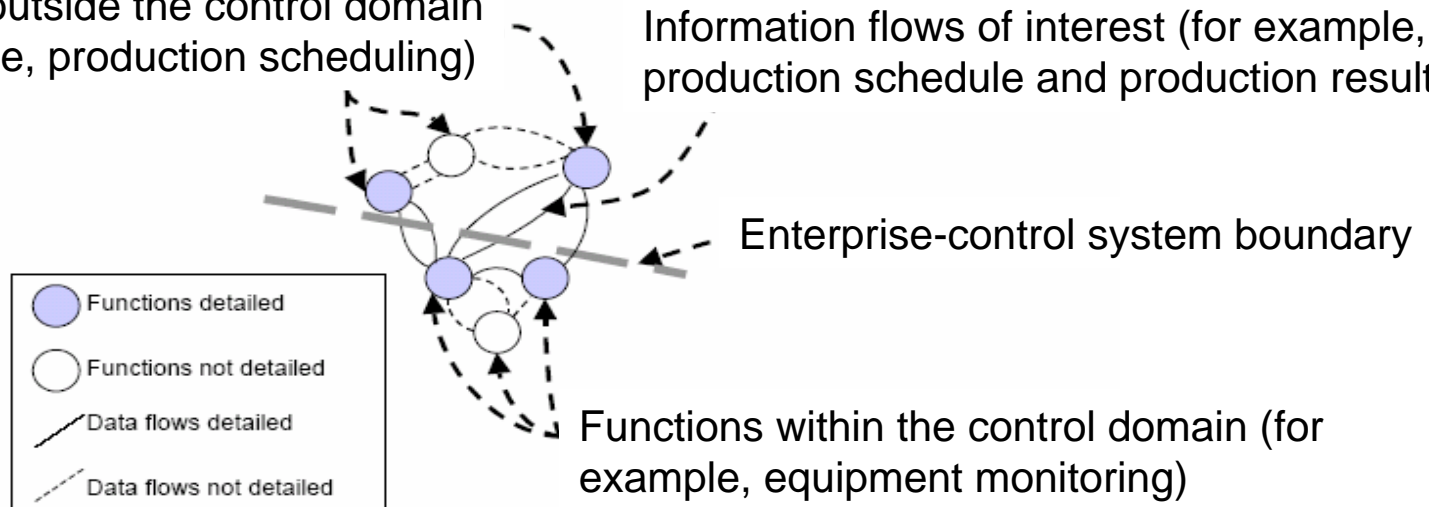 outside the control domain
e, production scheduling)
Information flows of interest (for example,
production schedule and production result
Enterprise-control system boundary
Functions detailed
Functions not detailed
Data flows detailed
Data flows not detailed
Functions within the control domain (for
example, equipment monitoring)